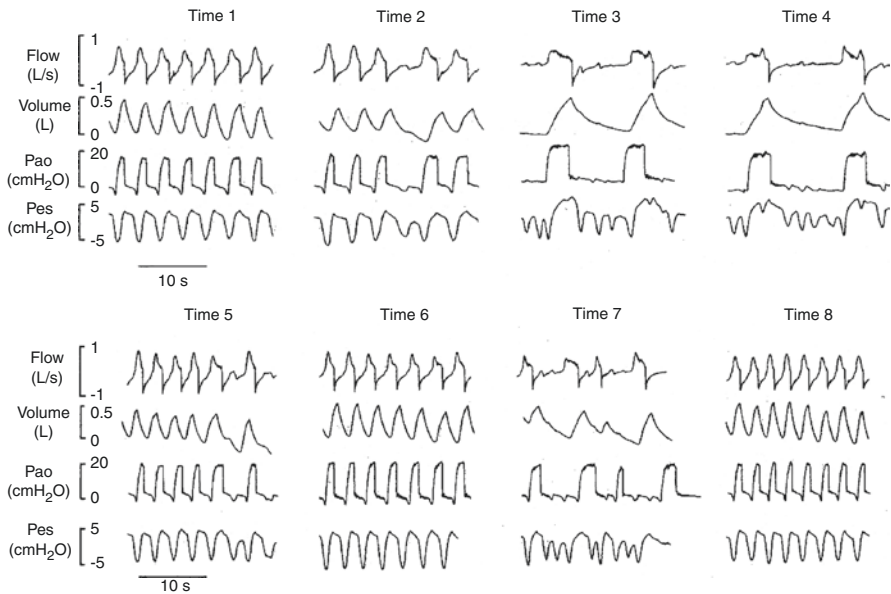 Time 1 Time 2 Time 3 Time 4
Flow
(L/s)
1
-1
Volume
(L)
0.5
0
Pao
(cmH2O)
20
0
Pes
(cmH2O)
5
-5
10 s
Time 5 Time 6 Time 7 Time 8
Flow
(L/s)
1
-1
Volume
(L)
0.5
0
Pao
(cmH2O)
20
0
Pes
(cmH2O)
5
-5
10 s